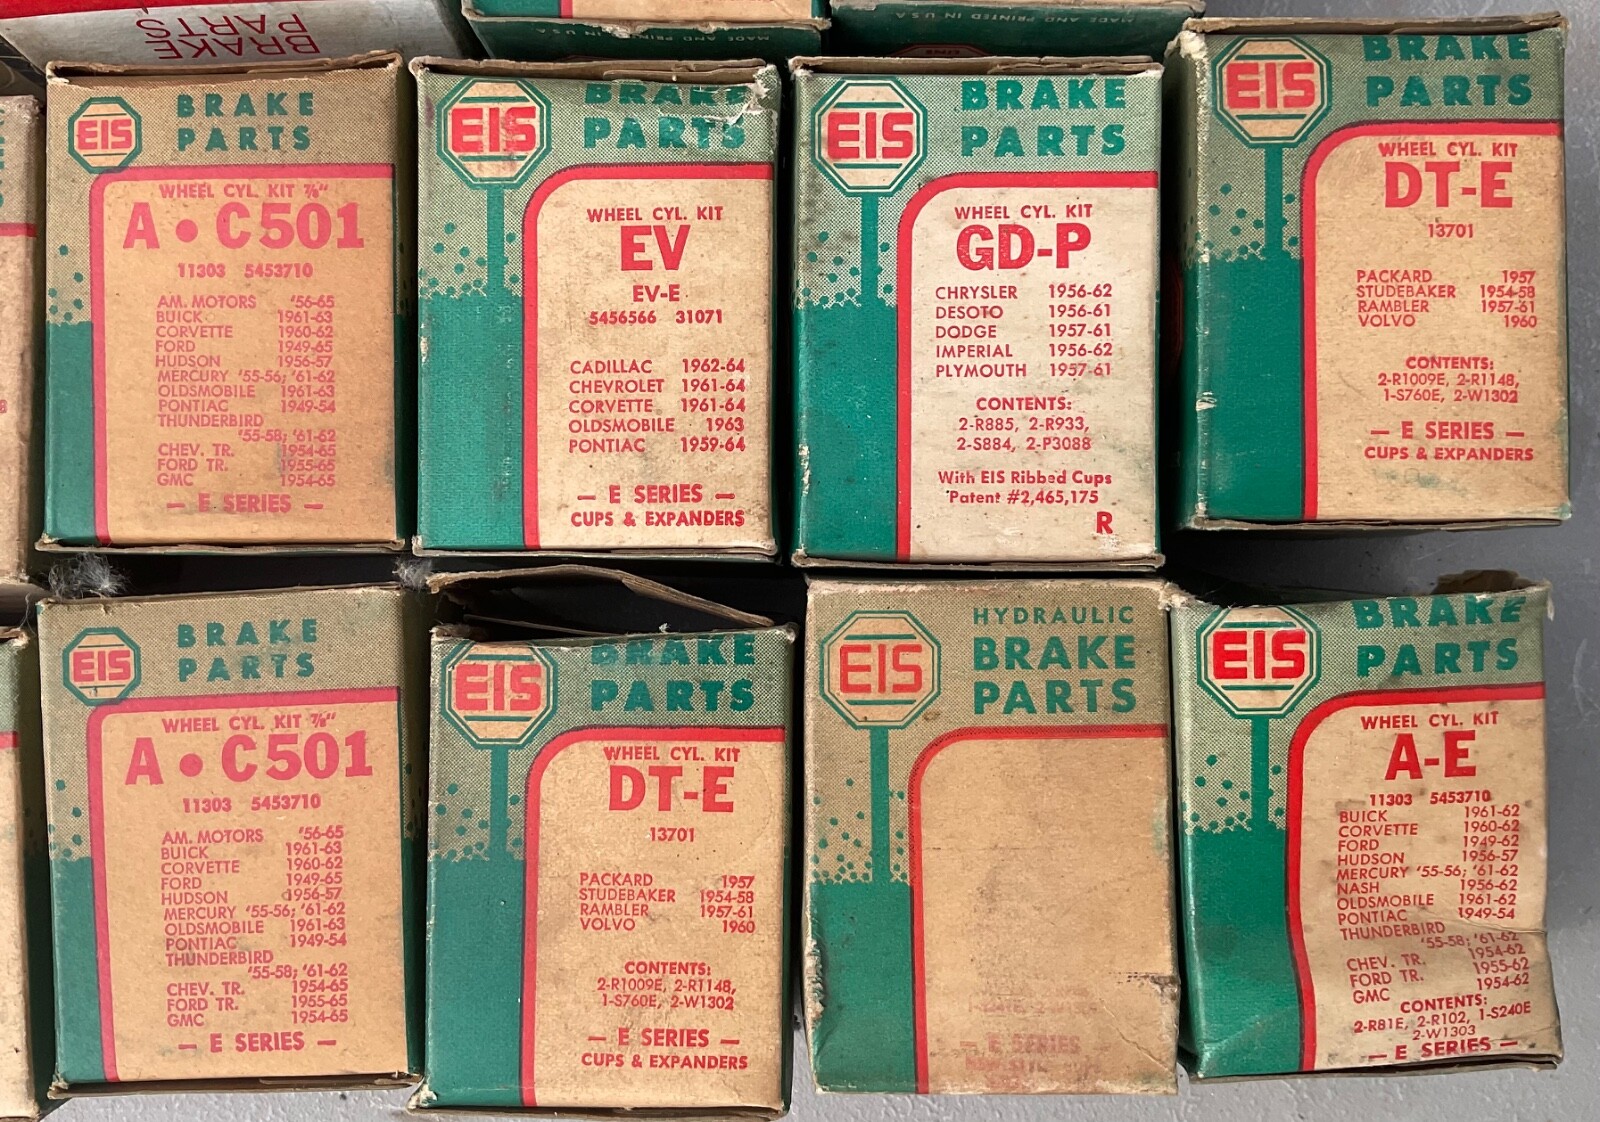 BRAKE
PARTS
MADE AND PRINTED IN U.S.A.
MADE AND PRINTED IN U.S.A.
EIS
BRAKE
PARTS
WHEEL CYL. KIT ⅞"
A • C501
11303 5453710
AM. MOTORS '56-65
BUICK 1961-63
CORVETTE 1960-62
FORD 1949-65
HUDSON 1956-57
MERCURY '55-56; '61-62
OLDSMOBILE 1961-63
PONTIAC 1949-54
THUNDERBIRD
'55-58; '61-62
CHEV. TR. 1954-65
FORD TR. 1955-65
GMC 1954-65
— E SERIES —
EIS
BRAKE
PARTS
WHEEL CYL. KIT
EV
EV-E
5456566 31071
CADILLAC 1962-64
CHEVROLET 1961-64
CORVETTE 1961-64
OLDSMOBILE 1963
PONTIAC 1959-64
— E SERIES —
CUPS & EXPANDERS
EIS
BRAKE
PARTS
WHEEL CYL. KIT
GD-P
CHRYSLER 1956-62
DESOTO 1956-61
DODGE 1957-61
IMPERIAL 1956-62
PLYMOUTH 1957-61
CONTENTS:
2-R885, 2-R933,
2-S884, 2-P3088
With EIS Ribbed Cups
Patent #2,465,175
R
EIS
BRAKE
PARTS
WHEEL CYL. KIT
DT-E
13701
PACKARD 1957
STUDEBAKER 1954-58
RAMBLER 1957-61
VOLVO 1960
CONTENTS:
2-R1009E, 2-R1148,
1-S760E, 2-W1302
— E SERIES —
CUPS & EXPANDERS
EIS
BRAKE
PARTS
WHEEL CYL. KIT ⅞"
A • C501
11303 5453710
AM. MOTORS '56-65
BUICK 1961-63
CORVETTE 1960-62
FORD 1949-65
HUDSON 1956-57
MERCURY '55-56; '61-62
OLDSMOBILE 1961-63
PONTIAC 1949-54
THUNDERBIRD
'55-58; '61-62
CHEV. TR. 1954-65
FORD TR. 1955-65
GMC 1954-65
— E SERIES —
EIS
BRAKE
PARTS
WHEEL CYL. KIT
DT-E
13701
PACKARD 1957
STUDEBAKER 1954-58
RAMBLER 1957-61
VOLVO 1960
CONTENTS:
2-R1009E, 2-R1148,
1-S760E, 2-W1302
— E SERIES —
CUPS & EXPANDERS
EIS
HYDRAULIC
BRAKE
PARTS
— E SERIES
EIS
BRAKE
PARTS
WHEEL CYL. KIT
A-E
11303 5453710
BUICK 1961-62
CORVETTE 1960-62
FORD 1949-62
HUDSON 1956-57
MERCURY '55-56; '61-62
NASH 1956-62
OLDSMOBILE 1961-62
PONTIAC 1949-54
THUNDERBIRD
'55-58; '61-62
CHEV. TR. 1954-62
FORD TR. 1955-62
GMC 1954-62
CONTENTS:
2-R81E, 2-R102, 1-S240E
2-W1303
— E SERIES —